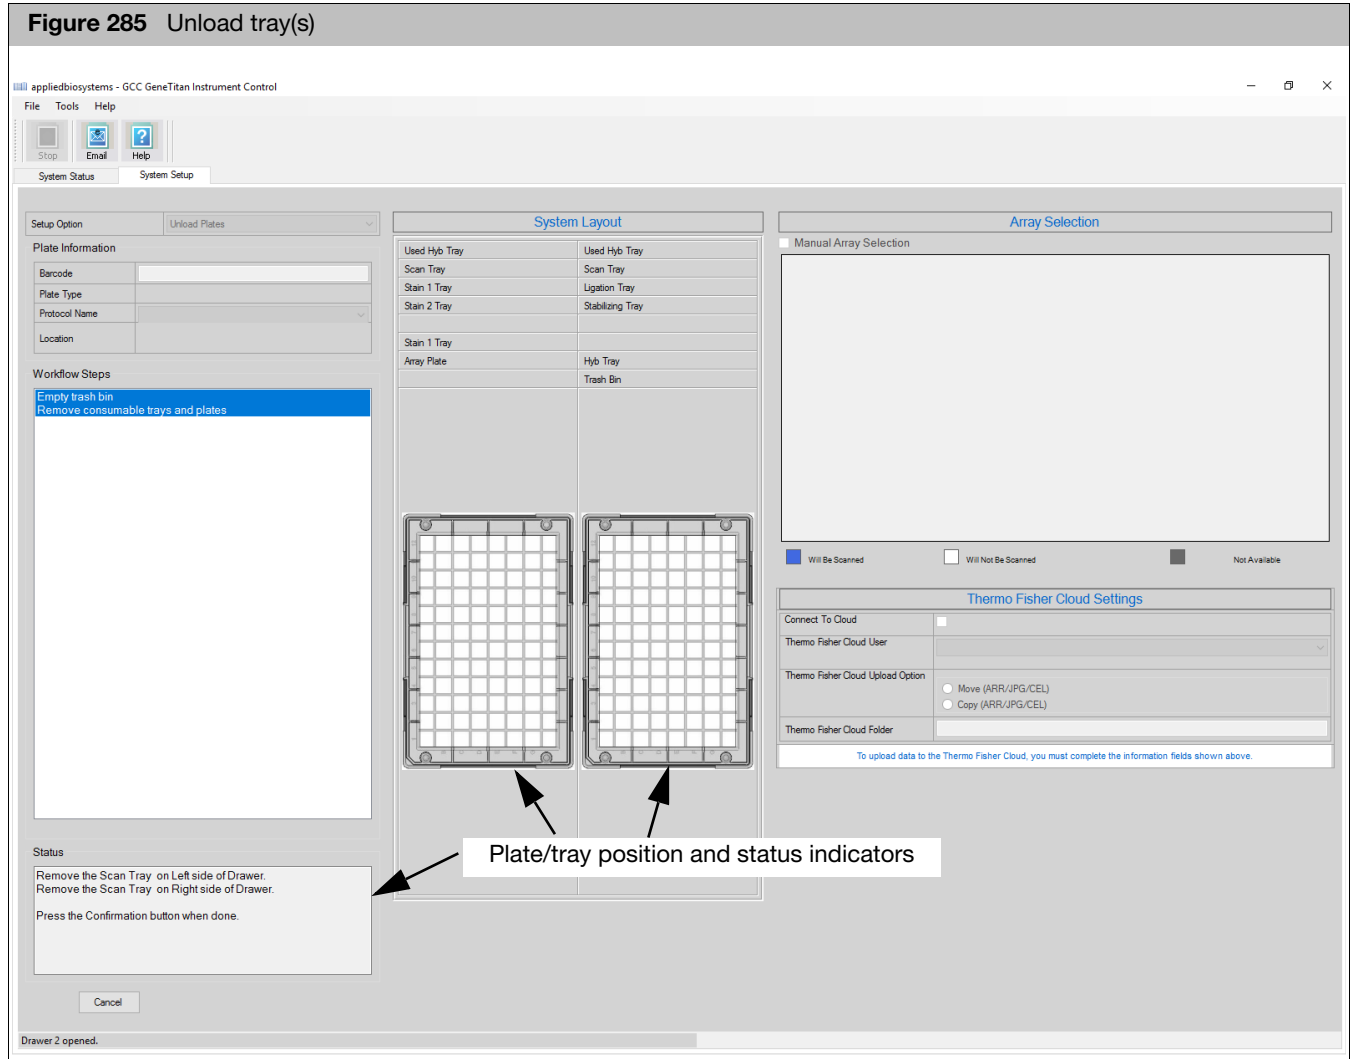 Figure 285 Unload tray(s)
appliedbiosystems - GCC GeneTitan Instrument Control
File Tools Help
Stop Email Help
System Status System Setup
Setup Option Unload Plates
Plate Information
Barcode
Plate Type
Protocol Name
Location
Workflow Steps
Empty trash bin
Remove consumable trays and plates
Status
Remove the Scan Tray on Left side of Drawer.
Remove the Scan Tray on Right side of Drawer.
Press the Confirmation button when done.
Cancel
Drawer 2 opened.
System Layout
Used Hyb Tray Used Hyb Tray
Scan Tray Scan Tray
Stain 1 Tray Ligation Tray
Stain 2 Tray Stabilizing Tray
Stain 1 Tray
Array Plate Hyb Tray
Trash Bin
Plate/tray position and status indicators
Array Selection
Manual Array Selection
Will Be Scanned Will Not Be Scanned Not Available
Thermo Fisher Cloud Settings
Connect To Cloud
Thermo Fisher Cloud User
Thermo Fisher Cloud Upload Option
Move (ARR/JPG/CEL)
Copy (ARR/JPG/CEL)
Thermo Fisher Cloud Folder
To upload data to the Thermo Fisher Cloud, you must complete the information fields shown above.